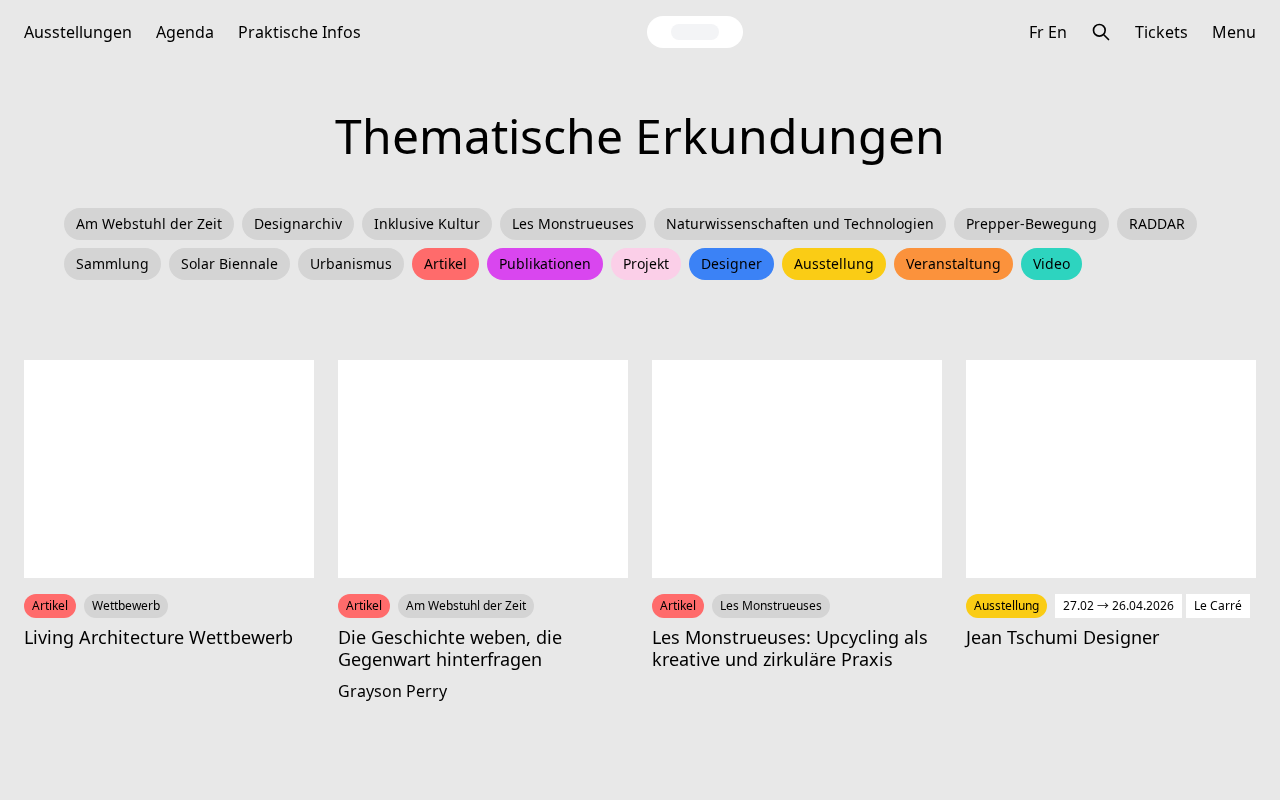 Ausstellungen Agenda Praktische Infos Fr En Tickets Menu
Thematische Erkundungen
Am Webstuhl der Zeit Designarchiv Inklusive Kultur Les Monstrueuses Naturwissenschaften und Technologien Prepper-Bewegung RADDAR
Sammlung Solar Biennale Urbanismus Artikel Publikationen Projekt Designer Ausstellung Veranstaltung Video
Artikel Wettbewerb
Living Architecture Wettbewerb
Artikel Am Webstuhl der Zeit
Die Geschichte weben, die
Gegenwart hinterfragen
Grayson Perry
Artikel Les Monstrueuses
Les Monstrueuses: Upcycling als
kreative und zirkuläre Praxis
Ausstellung 27.02 → 26.04.2026 Le Carré
Jean Tschumi Designer